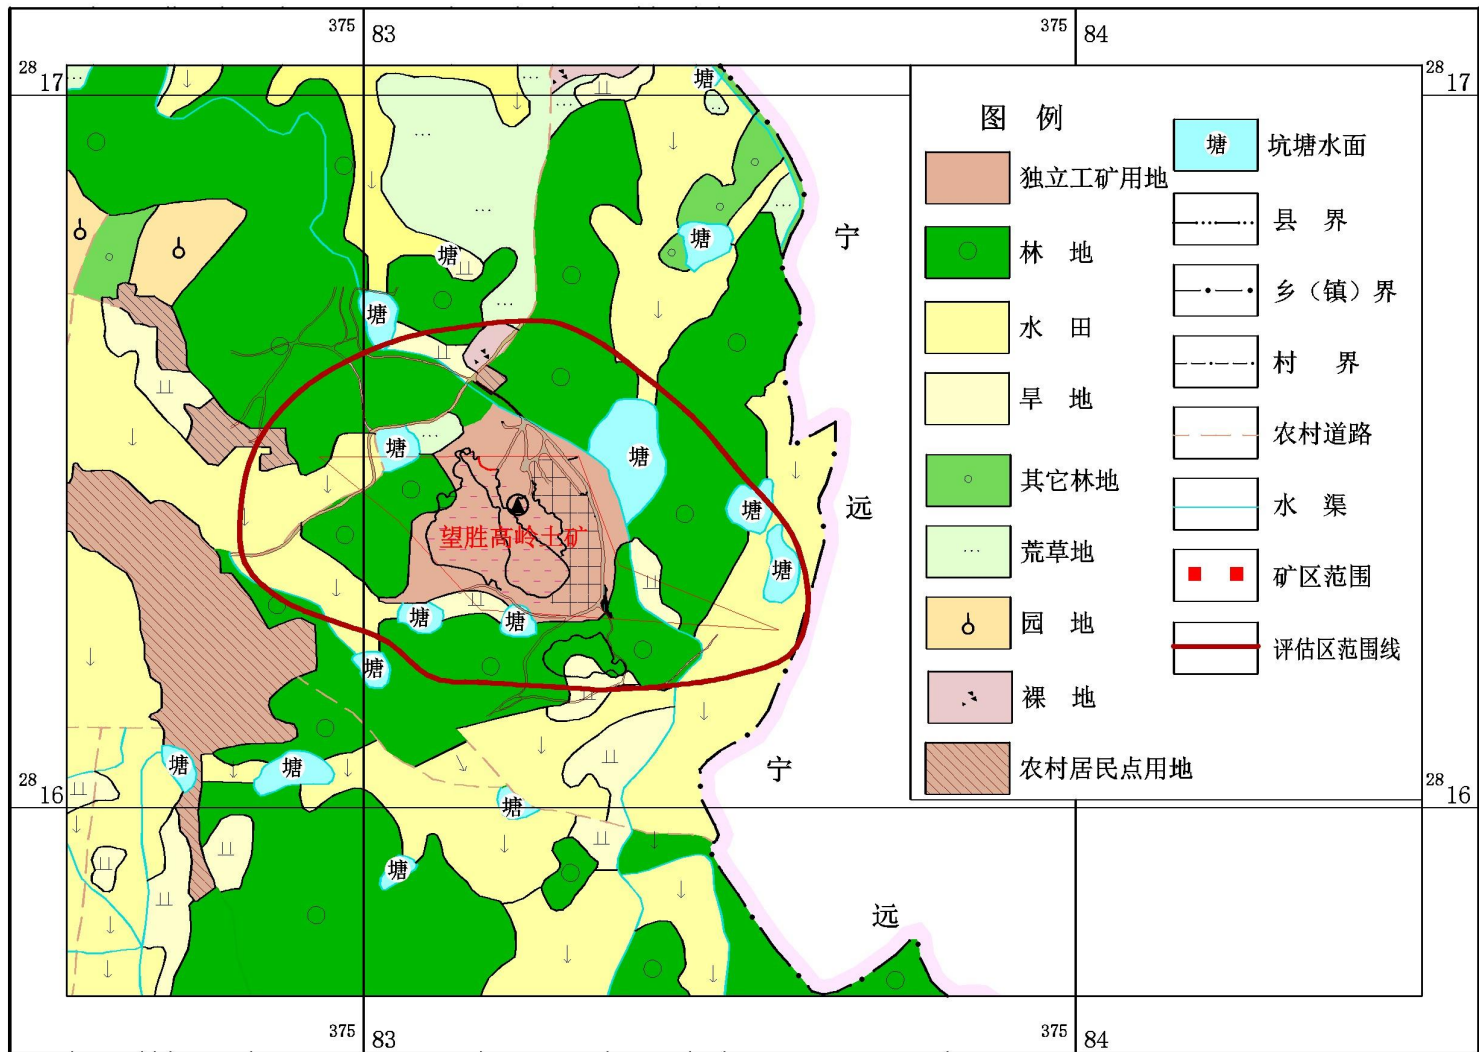 375 83
375 84
28 17
28 17
塘
图 例
塘 坑塘水面
独立工矿用地
县 界
宁
塘
林 地
塘
乡（镇）界
塘
水 田
村 界
旱 地
农村道路
塘
塘
其它林地
远
塘
水 渠
望胜高岭土矿
荒草地
塘
矿区范围
塘
塘
园 地
评估区范围线
塘
裸 地
宁
塘
塘
农村居民点用地
28 16
28 16
塘
塘
远
375 83
375 84